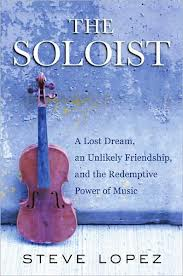 THE
SOLOIST
A Lost Dream,
an Unlikely Friendship,
and the Redemptive
Power of Music
STEVE LOPEZ